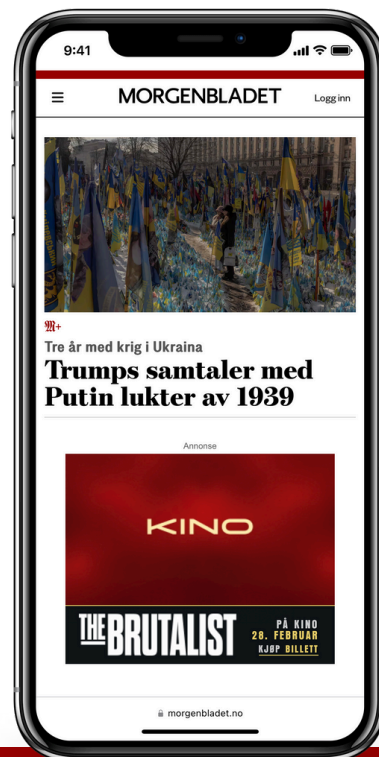 9:41
MORGENBLADET
Logg inn
M+
Tre år med krig i Ukraina
Trumps samtaler med
Putin lukter av 1939
Annonse
KINO
THE BRUTALIST
PÅ KINO
28. FEBRUAR
KJØP BILLETT
morgenbladet.no